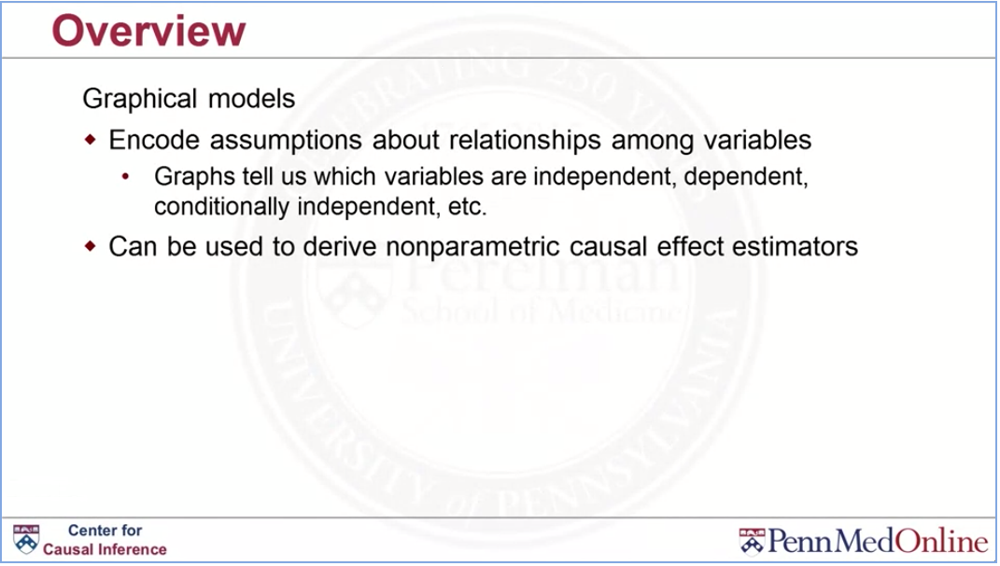 Overview
Graphical models
◆ Encode assumptions about relationships among variables
• Graphs tell us which variables are independent, dependent,
conditionally independent, etc.
◆ Can be used to derive nonparametric causal effect estimators
CELEBRATING 250 YEARS
Perelman
School of Medicine
UNIVERSITY of PENNSYLVANIA
Center for
Causal Inference
PennMedOnline